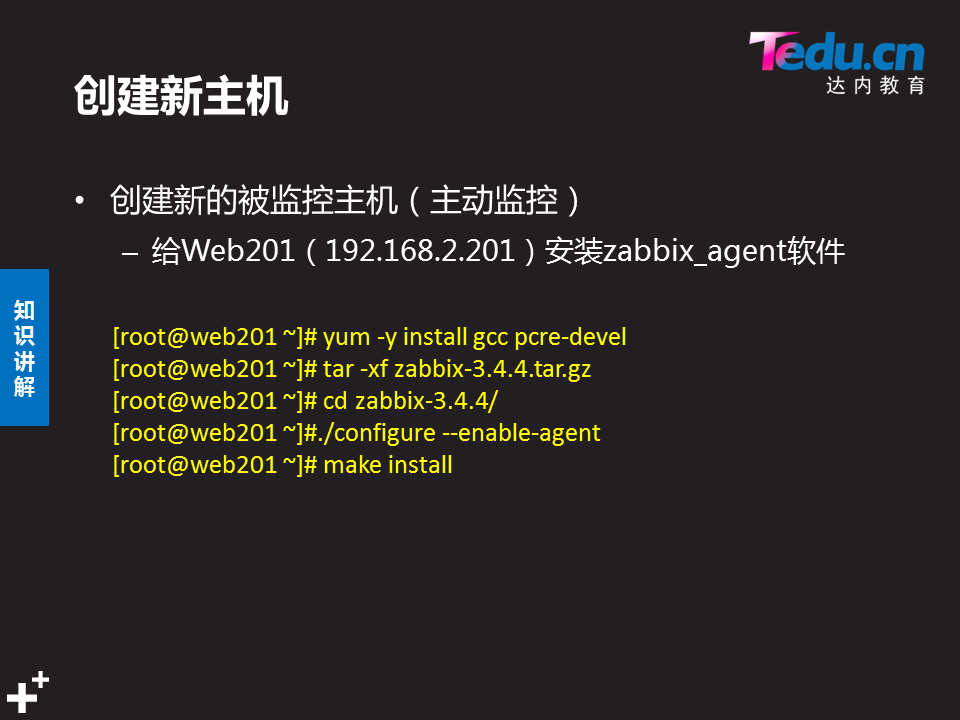 Tedu.cn
达内教育
创建新主机
• 创建新的被监控主机（主动监控）
– 给Web201（192.168.2.201）安装zabbix_agent软件
知识讲解
[root@web201 ~]# yum -y install gcc pcre-devel
[root@web201 ~]# tar -xf zabbix-3.4.4.tar.gz
[root@web201 ~]# cd zabbix-3.4.4/
[root@web201 ~]#./configure --enable-agent
[root@web201 ~]# make install